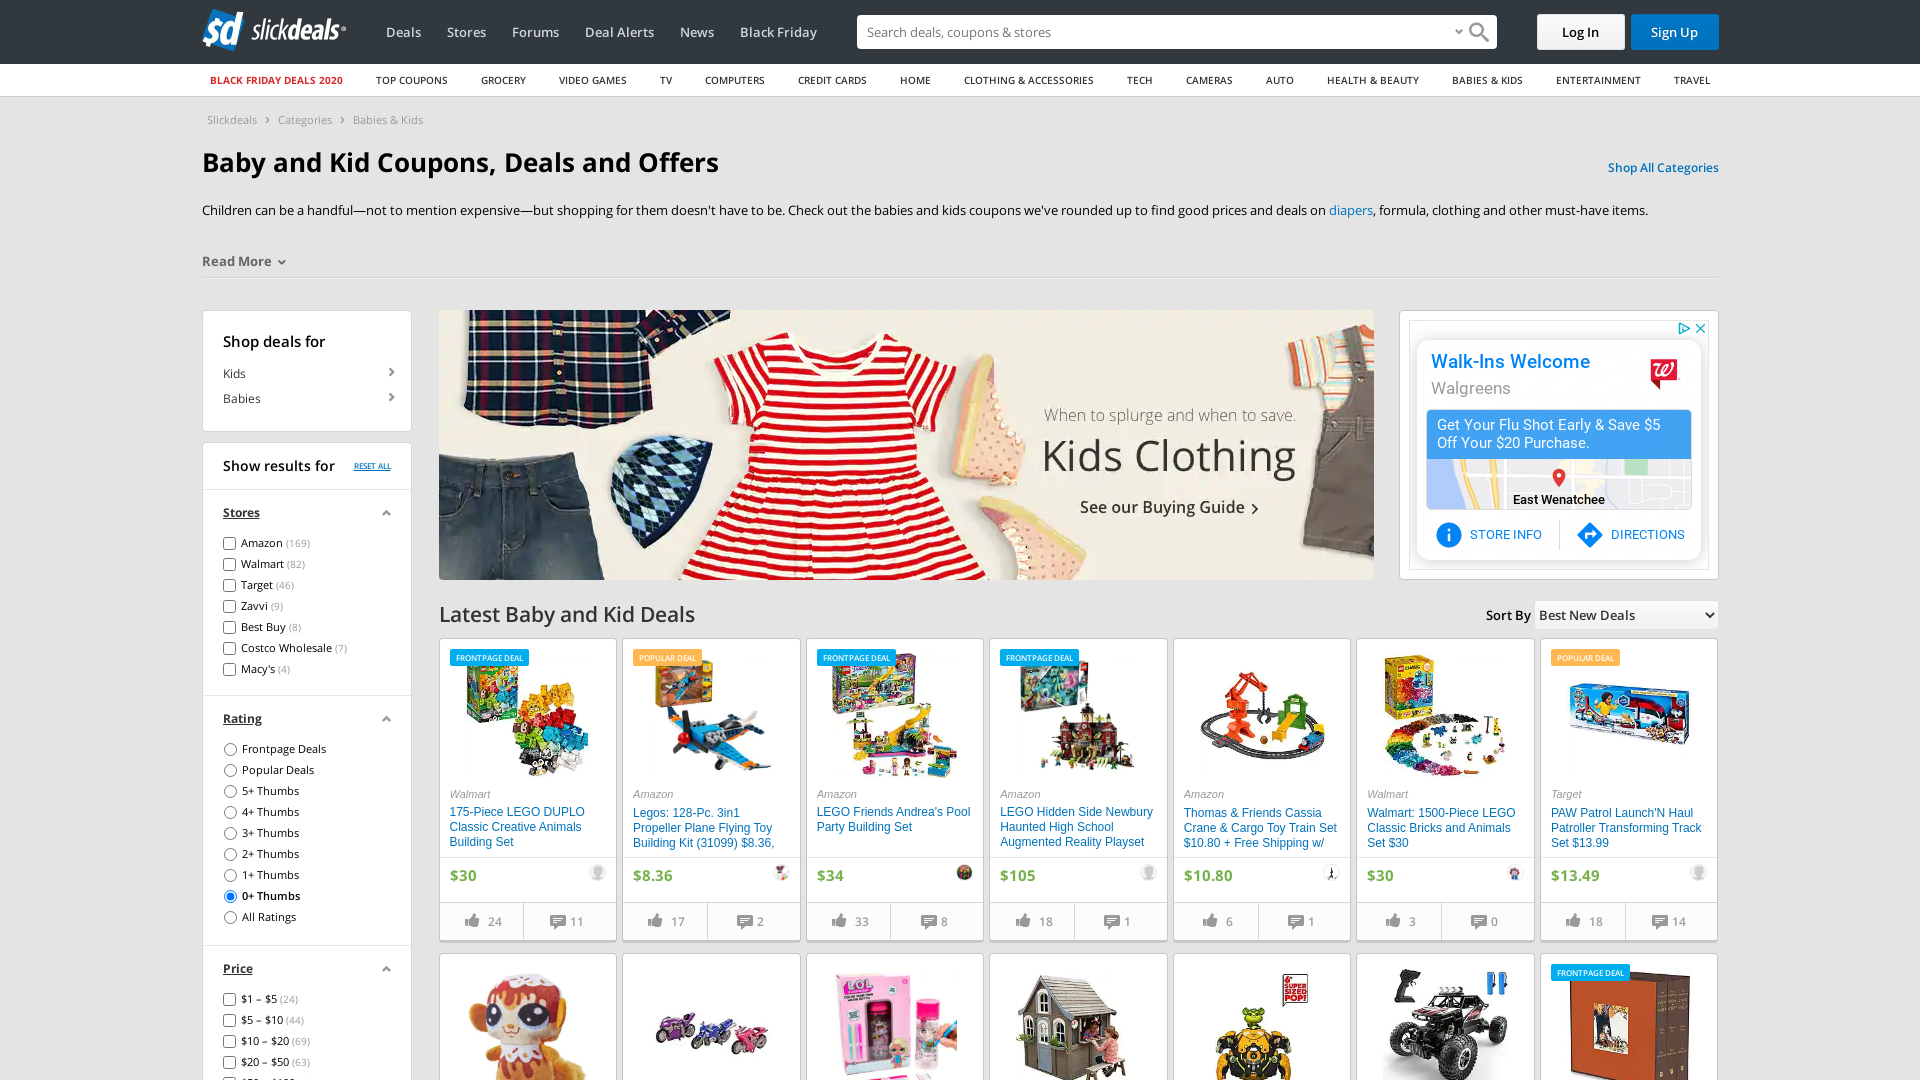 slickdeals
Deals
Stores
Forums
Deal Alerts
News
Black Friday
Search deals, coupons & stores
Log In
Sign Up
BLACK FRIDAY DEALS 2020
TOP COUPONS
GROCERY
VIDEO GAMES
TV
COMPUTERS
CREDIT CARDS
HOME
CLOTHING & ACCESSORIES
TECH
CAMERAS
AUTO
HEALTH & BEAUTY
BABIES & KIDS
ENTERTAINMENT
TRAVEL
Slickdeals
Categories
Babies & Kids
Baby and Kid Coupons, Deals and Offers
Shop All Categories
Children can be a handful—not to mention expensive—but shopping for them doesn't have to be. Check out the babies and kids coupons we've rounded up to find good prices and deals on diapers, formula, clothing and other must-have items.
Read More
Shop deals for
Kids
Babies
Show results for
RESET ALL
Stores
Amazon (169)
Walmart (82)
Target (46)
Zavvi (9)
Best Buy (8)
Costco Wholesale (7)
Macy's (4)
Rating
Frontpage Deals
Popular Deals
5+ Thumbs
4+ Thumbs
3+ Thumbs
2+ Thumbs
1+ Thumbs
0+ Thumbs
All Ratings
Price
$1 – $5 (24)
$5 – $10 (44)
$10 – $20 (69)
$20 – $50 (63)
When to splurge and when to save.
Kids Clothing
See our Buying Guide
Walk-Ins Welcome
Walgreens
Get Your Flu Shot Early & Save $5
Off Your $20 Purchase.
East Wenatchee
STORE INFO
DIRECTIONS
Latest Baby and Kid Deals
Sort By
Best New Deals
FRONTPAGE DEAL
Walmart
175-Piece LEGO DUPLO
Classic Creative Animals
Building Set
$30
24
11
POPULAR DEAL
Amazon
Legos: 128-Pc. 3in1
Propeller Plane Flying Toy
Building Kit (31099) $8.36,
$8.36
17
2
FRONTPAGE DEAL
Amazon
LEGO Friends Andrea's Pool
Party Building Set
$34
33
8
FRONTPAGE DEAL
Amazon
LEGO Hidden Side Newbury
Haunted High School
Augmented Reality Playset
$105
18
1
Amazon
Thomas & Friends Cassia
Crane & Cargo Toy Train Set
$10.80 + Free Shipping w/
$10.80
6
1
Walmart
Walmart: 1500-Piece LEGO
Classic Bricks and Animals
Set $30
$30
3
0
POPULAR DEAL
Target
PAW Patrol Launch'N Haul
Patroller Transforming Track
Set $13.99
$13.49
18
14
L.O.L.
SUPER
SIZED
POP!
FRONTPAGE DEAL